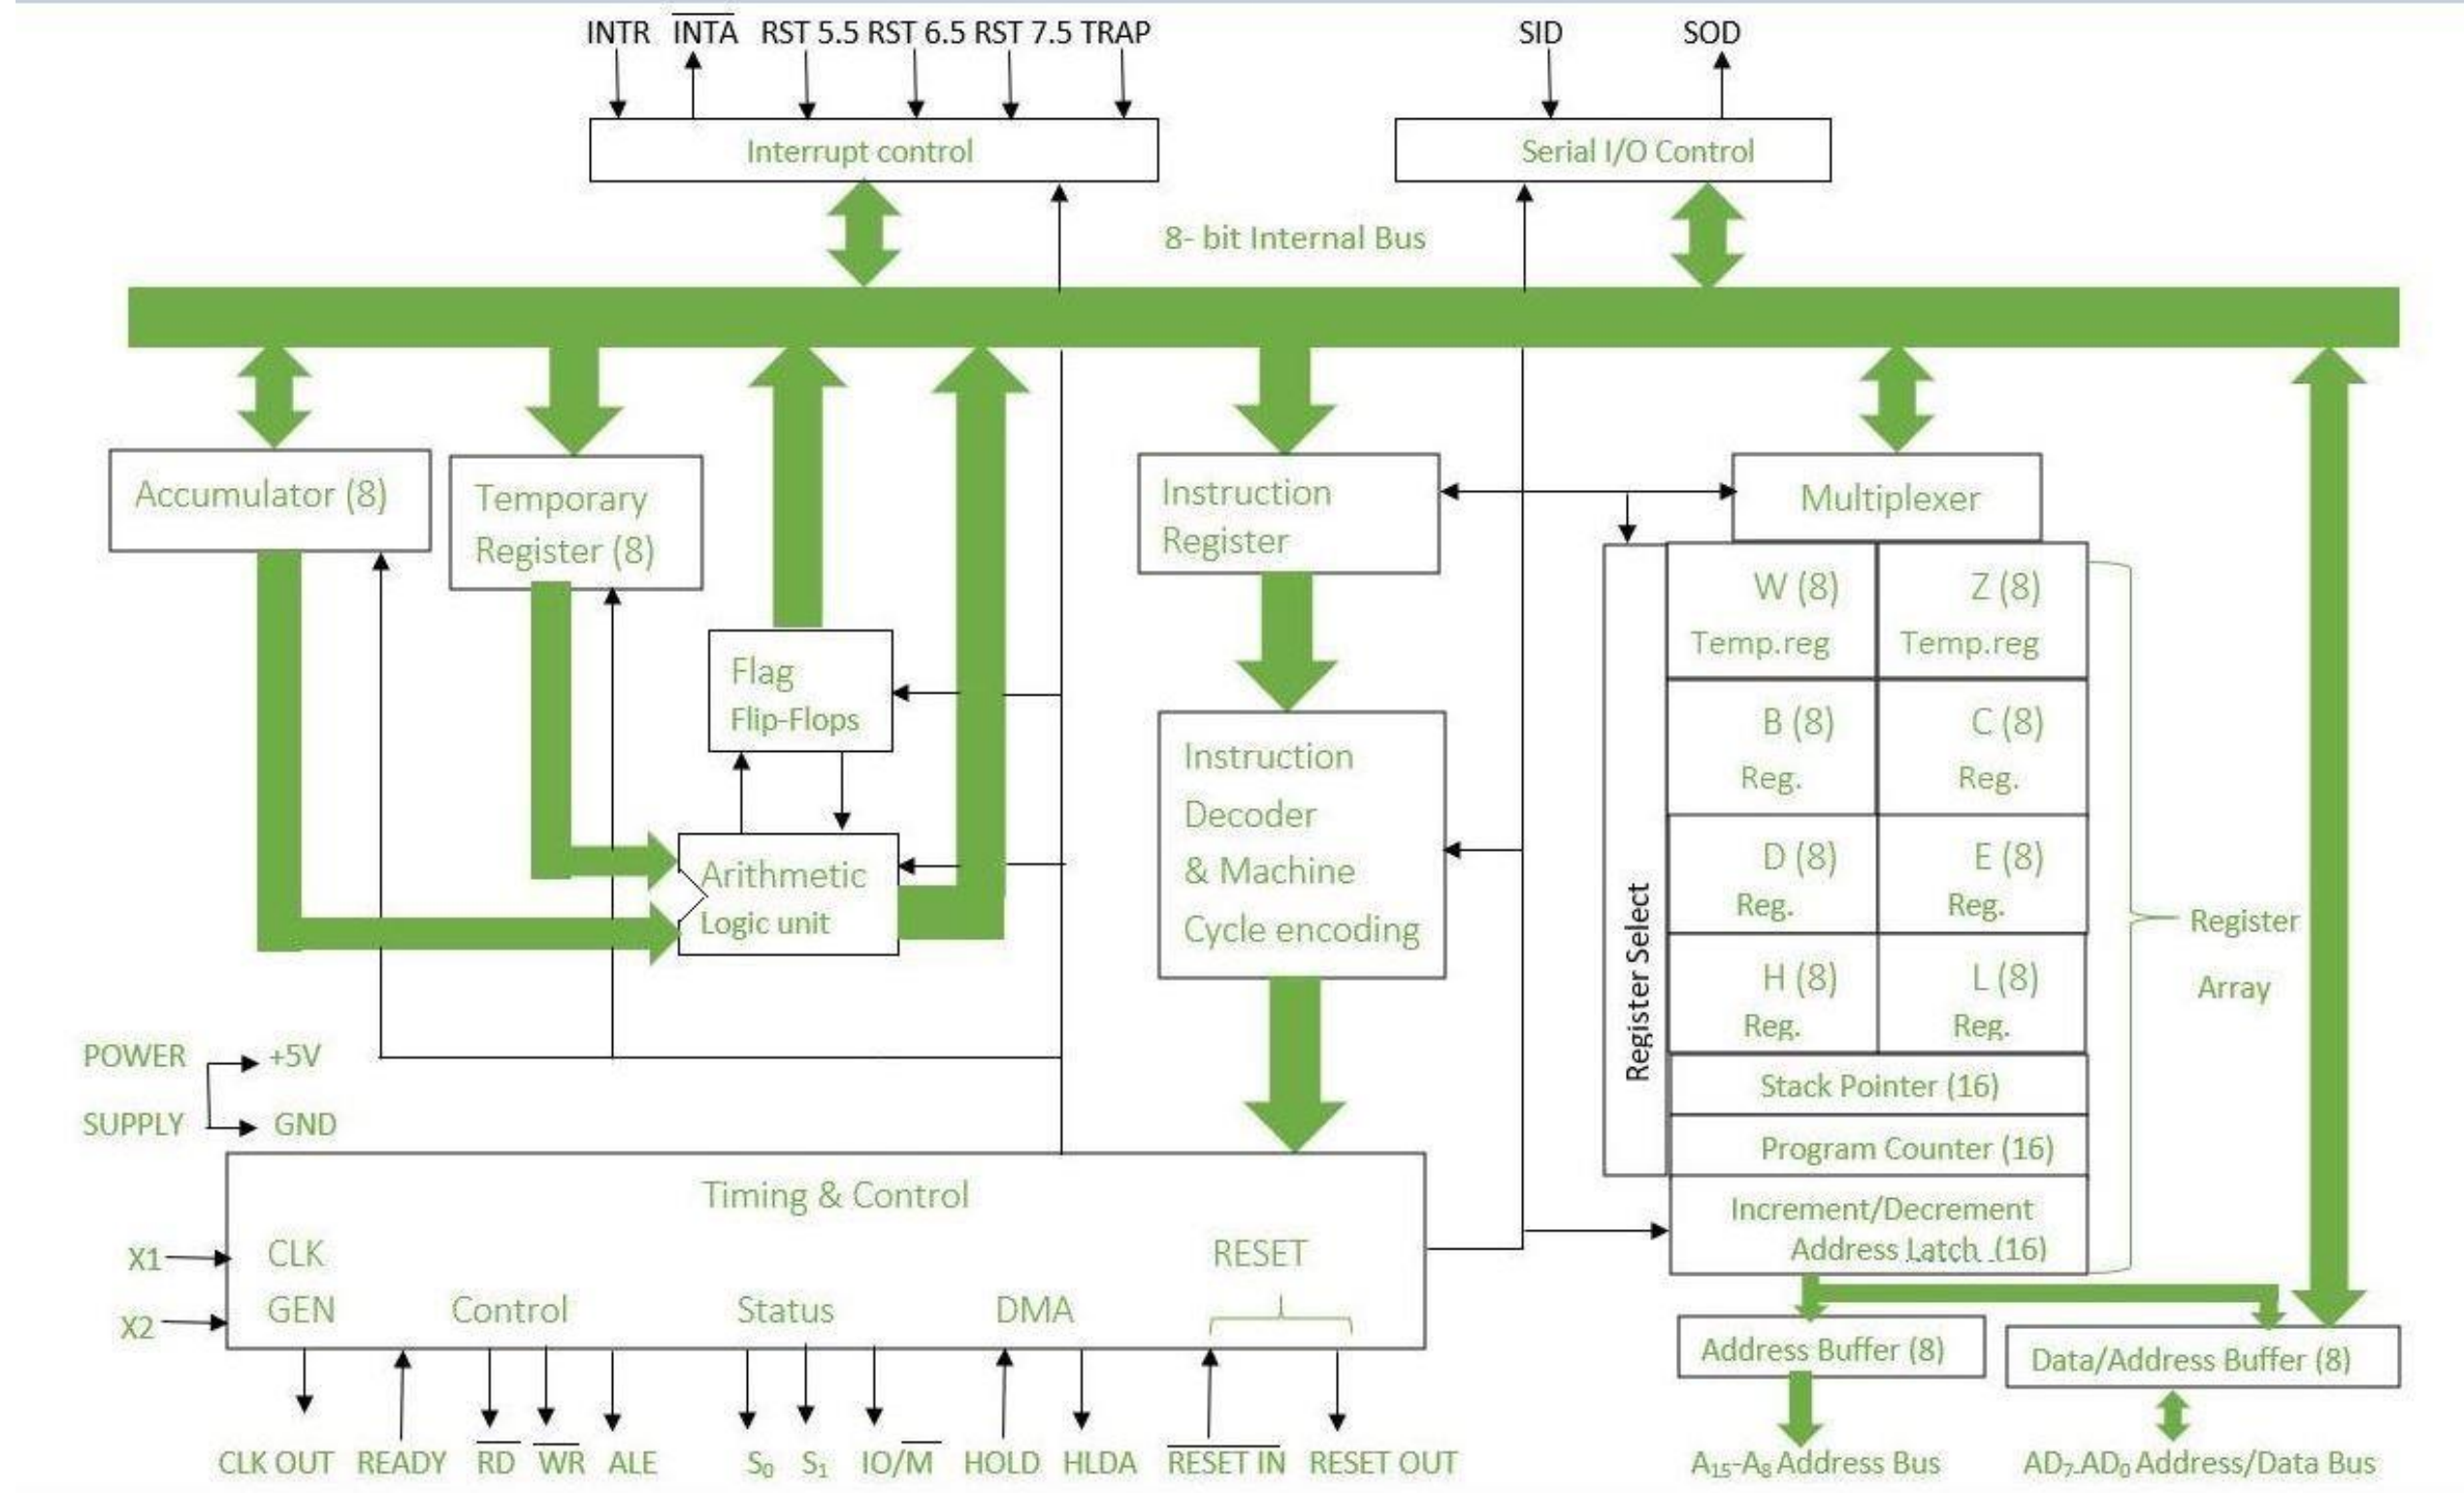 INTR INTA RST 5.5 RST 6.5 RST 7.5 TRAP
SID SOD
Interrupt control
Serial I/O Control
8- bit Internal Bus
Accumulator (8)
Temporary
Register (8)
Flag
Flip-Flops
Arithmetic
Logic unit
Instruction
Register
Instruction
Decoder
& Machine
Cycle encoding
Multiplexer
Register Select
W (8)
Temp.reg
Z (8)
Temp.reg
B (8)
Reg.
C (8)
Reg.
D (8)
Reg.
E (8)
Reg.
H (8)
Reg.
L (8)
Reg.
Stack Pointer (16)
Program Counter (16)
Increment/Decrement
Address Latch (16)
Register
Array
POWER
SUPPLY
+5V
GND
Timing & Control
X1
X2
CLK
GEN
Control
Status
DMA
RESET
CLK OUT READY RD WR ALE S₀ S₁ IO/M HOLD HLDA RESET IN RESET OUT
Address Buffer (8)
Data/Address Buffer (8)
A₁₅-A₈ Address Bus
AD₇-AD₀ Address/Data Bus